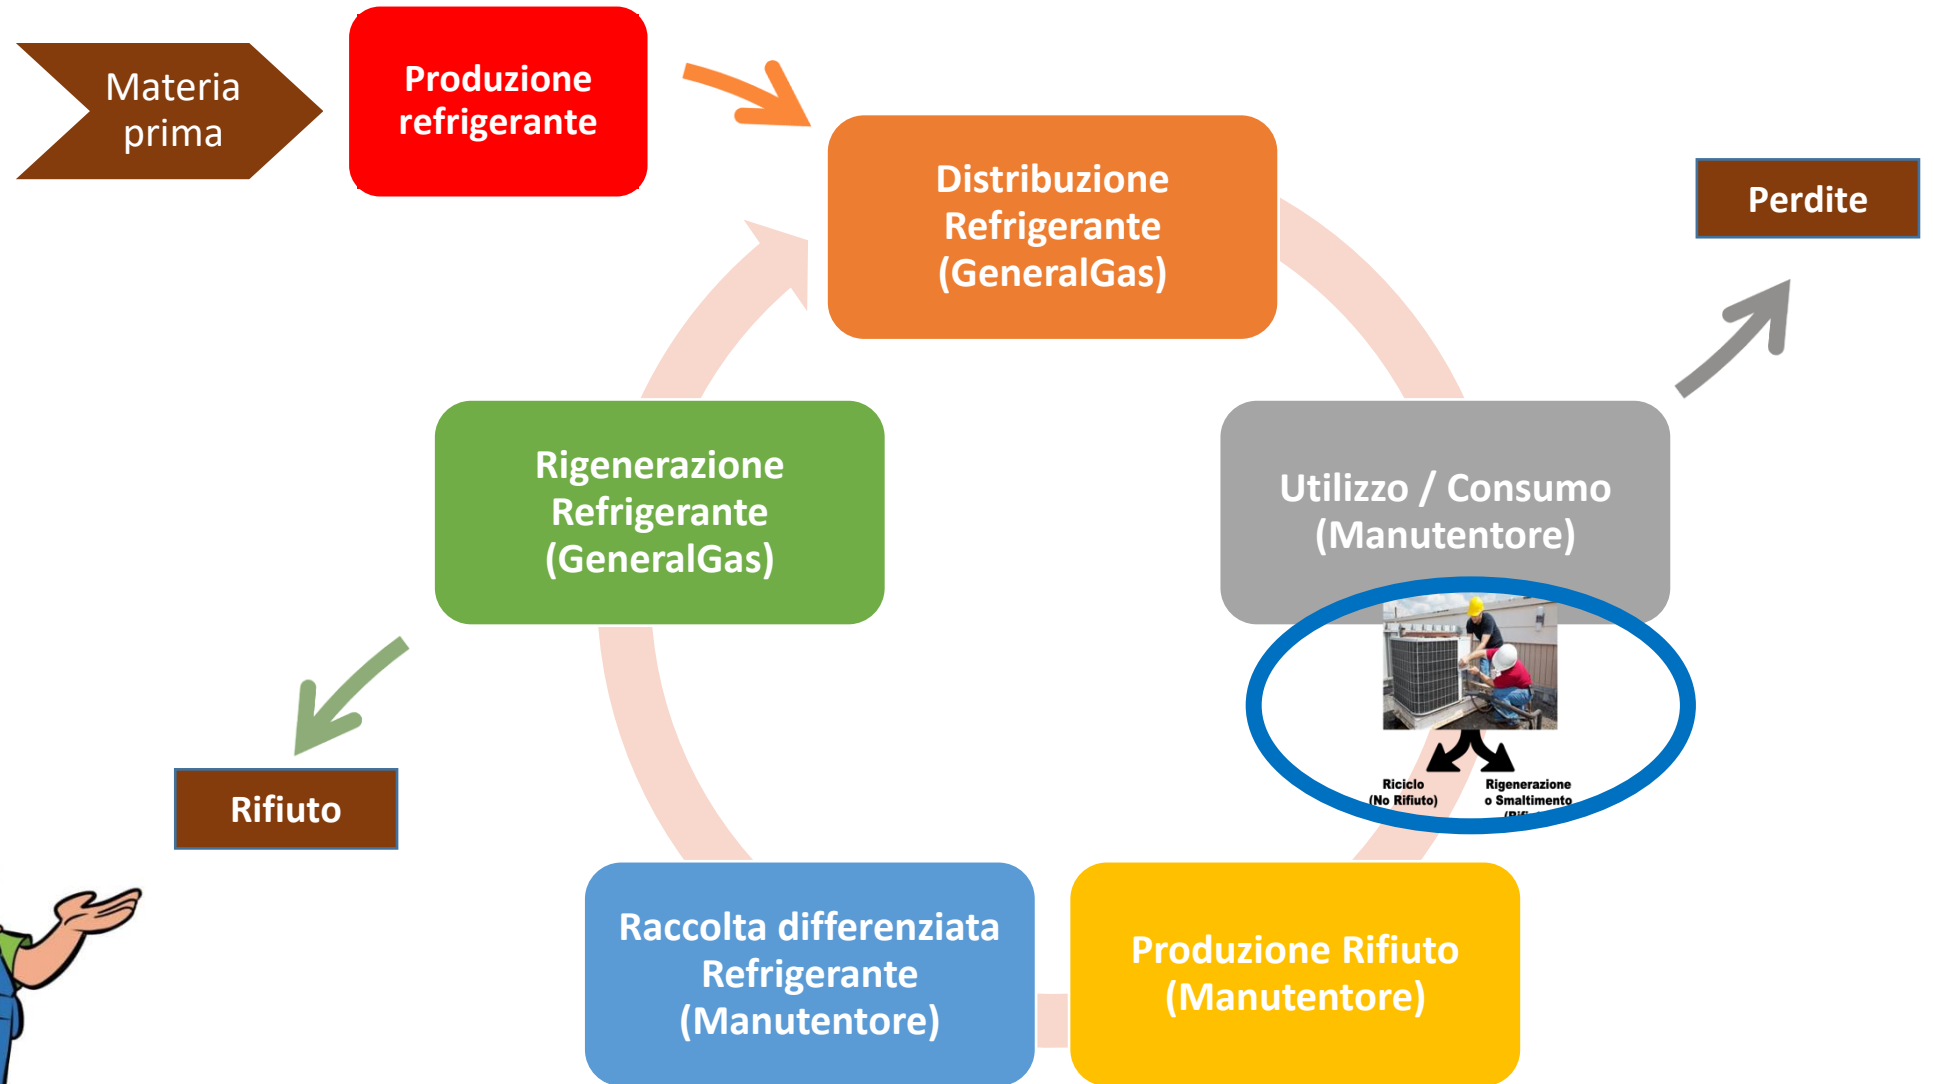 Materia
prima
Produzione
refrigerante
Distribuzione
Refrigerante
(GeneralGas)
Perdite
Rigenerazione
Refrigerante
(GeneralGas)
Utilizzo / Consumo
(Manutentore)
Riciclo
(No Rifiuto)
Rigenerazione
o Smaltimento
Rifiuto
Raccolta differenziata
Refrigerante
(Manutentore)
Produzione Rifiuto
(Manutentore)